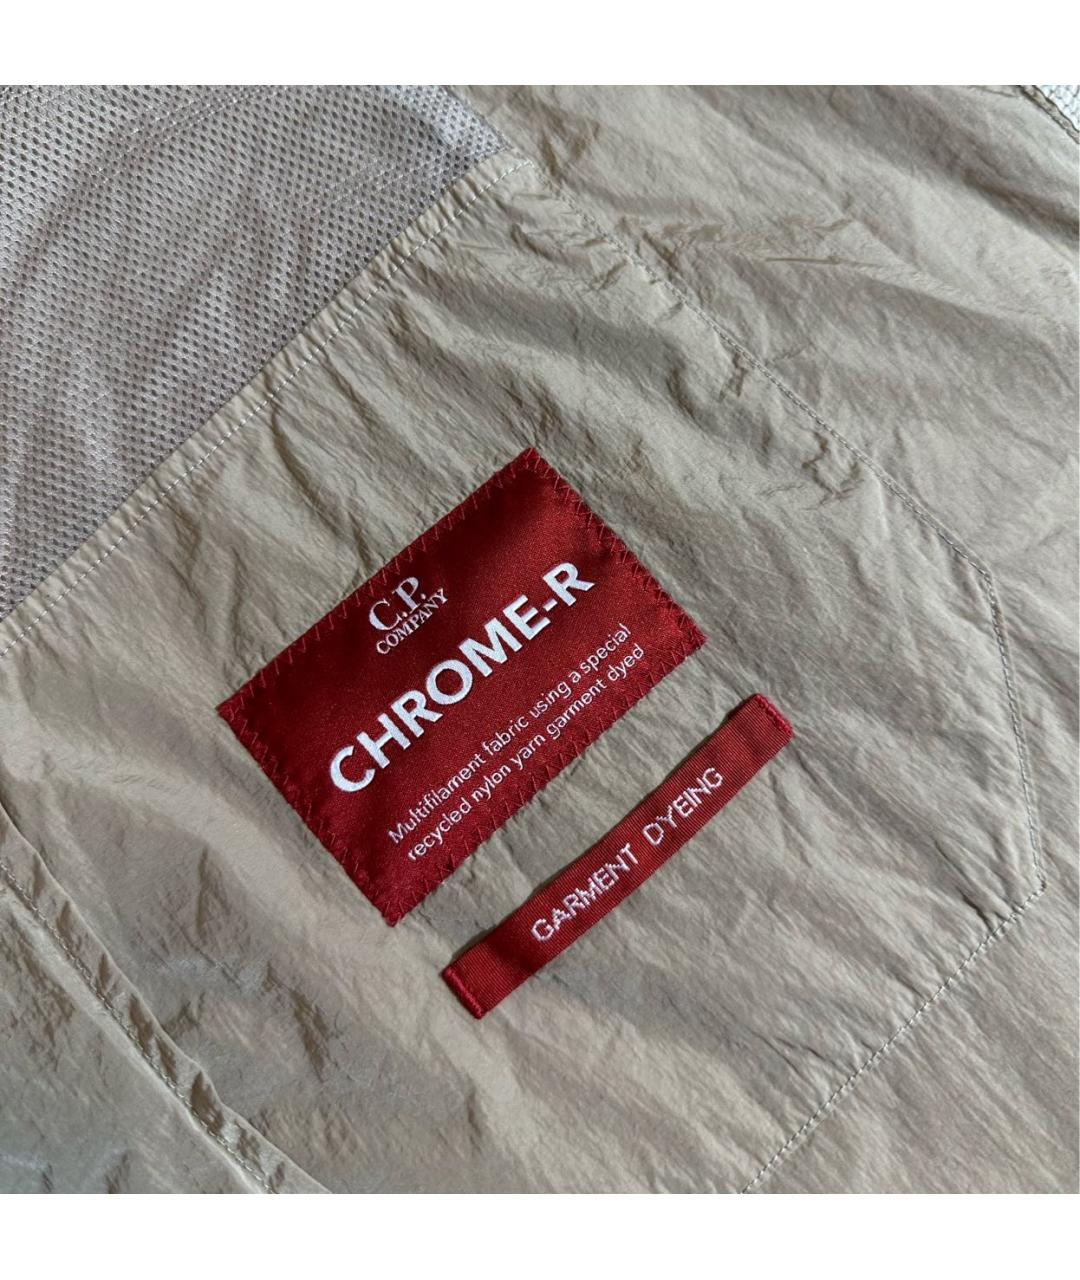 C.P.
COMPANY
CHROME-R
Multifilament fabric using a special
recycled nylon yarn garment dyed
GARMENT DYEING